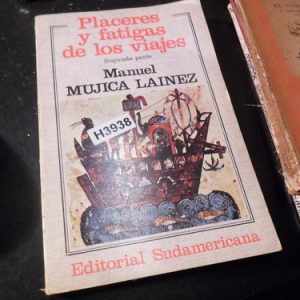 Placeres
y fatigas
de los viajes
Segunda parte
Manuel
MUJICA LAINEZ
H3938
Editorial Sudamericana